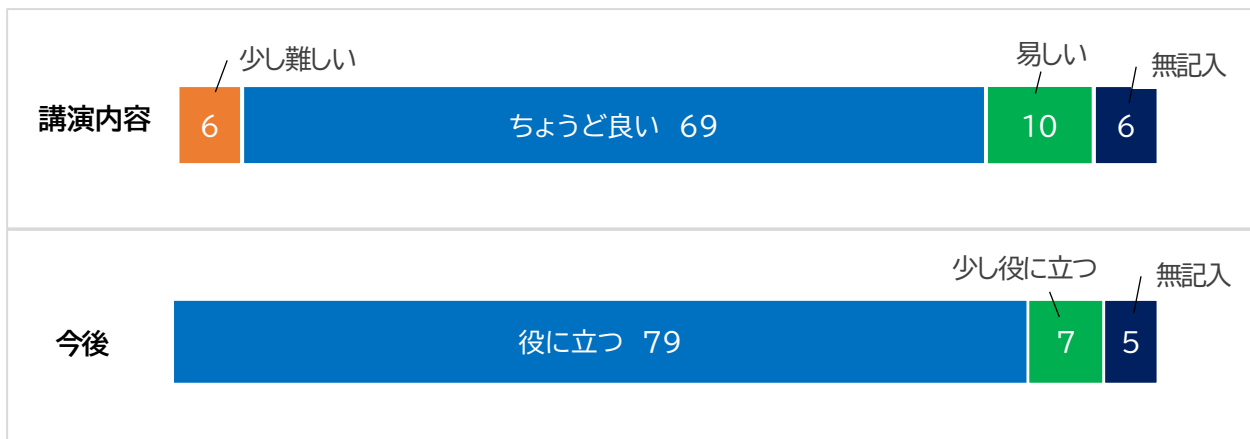 少し難しい
易しい
無記入
講演内容
6
ちょうど良い 69
10
6
少し役に立つ
無記入
今後
役に立つ 79
7
5